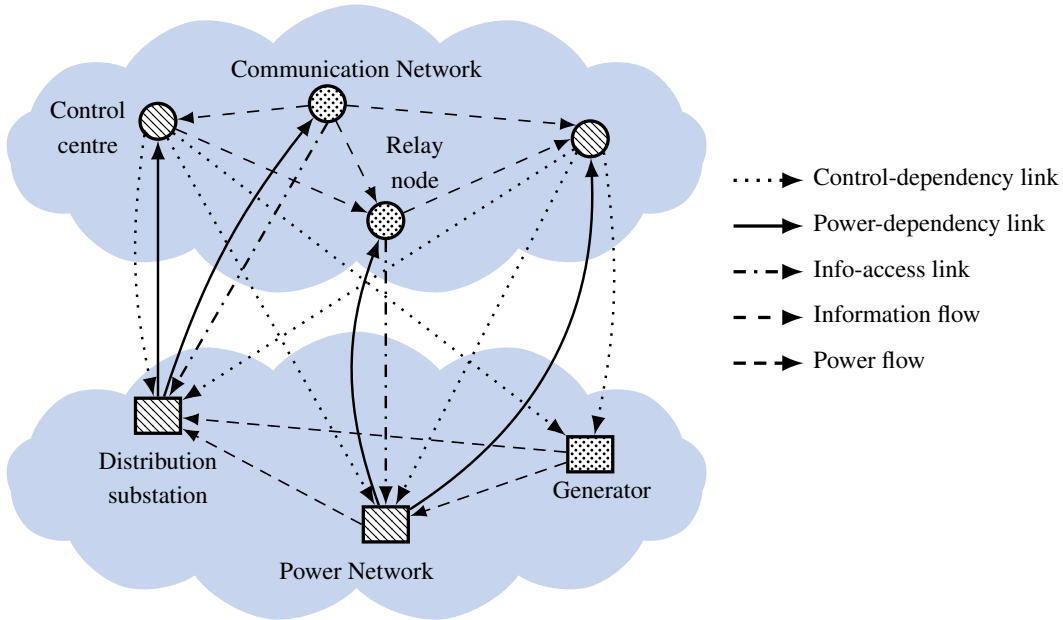 Communication Network
Control
centre
Relay
node
Control-dependency link
Power-dependency link
Info-access link
Information flow
Power flow
Distribution
substation
Generator
Power Network